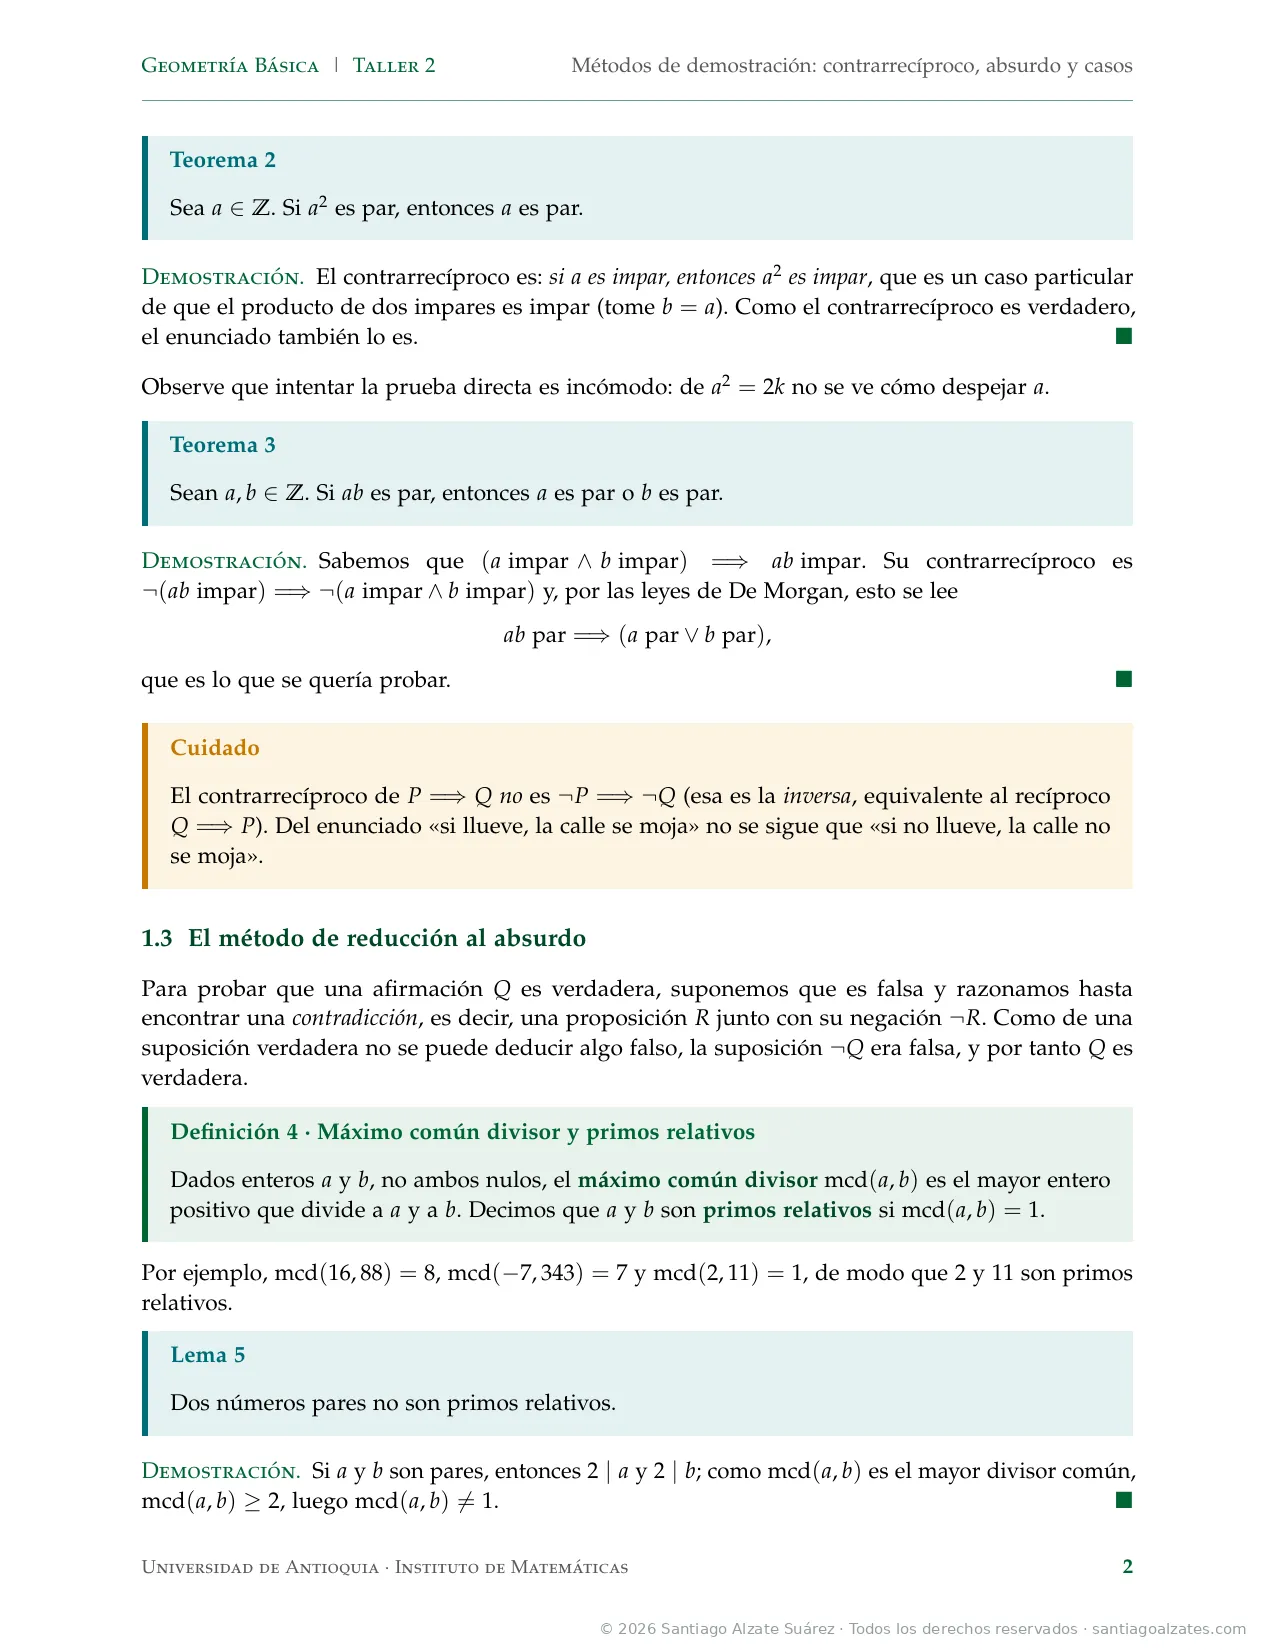 Geometría Básica | Taller 2 Métodos de demostración: contrarrecíproco, absurdo y casos
Teorema 2
Sea a ∈ ℤ. Si a² es par, entonces a es par.
Demostración. El contrarrecíproco es: si a es impar, entonces a² es impar, que es un caso particular
de que el producto de dos impares es impar (tome b = a). Como el contrarrecíproco es verdadero,
el enunciado también lo es. ■
Observe que intentar la prueba directa es incómodo: de a² = 2k no se ve cómo despejar a.
Teorema 3
Sean a, b ∈ ℤ. Si ab es par, entonces a es par o b es par.
Demostración. Sabemos que (a impar ∧ b impar) ⟹ ab impar. Su contrarrecíproco es
¬(ab impar) ⟹ ¬(a impar ∧ b impar) y, por las leyes de De Morgan, esto se lee
ab par ⟹ (a par ∨ b par),
que es lo que se quería probar. ■
Cuidado
El contrarrecíproco de P ⟹ Q no es ¬P ⟹ ¬Q (esa es la inversa, equivalente al recíproco
Q ⟹ P). Del enunciado «si llueve, la calle se moja» no se sigue que «si no llueve, la calle no
se moja».
1.3 El método de reducción al absurdo
Para probar que una afirmación Q es verdadera, suponemos que es falsa y razonamos hasta
encontrar una contradicción, es decir, una proposición R junto con su negación ¬R. Como de una
suposición verdadera no se puede deducir algo falso, la suposición ¬Q era falsa, y por tanto Q es
verdadera.
Definición 4 · Máximo común divisor y primos relativos
Dados enteros a y b, no ambos nulos, el máximo común divisor mcd(a, b) es el mayor entero
positivo que divide a a y a b. Decimos que a y b son primos relativos si mcd(a, b) = 1.
Por ejemplo, mcd(16, 88) = 8, mcd(−7, 343) = 7 y mcd(2, 11) = 1, de modo que 2 y 11 son primos
relativos.
Lema 5
Dos números pares no son primos relativos.
Demostración. Si a y b son pares, entonces 2 | a y 2 | b; como mcd(a, b) es el mayor divisor común,
mcd(a, b) ≥ 2, luego mcd(a, b) ≠ 1. ■
Universidad de Antioquia · Instituto de Matemáticas 2
© 2026 Santiago Alzate Suárez · Todos los derechos reservados · santiagoalzates.com